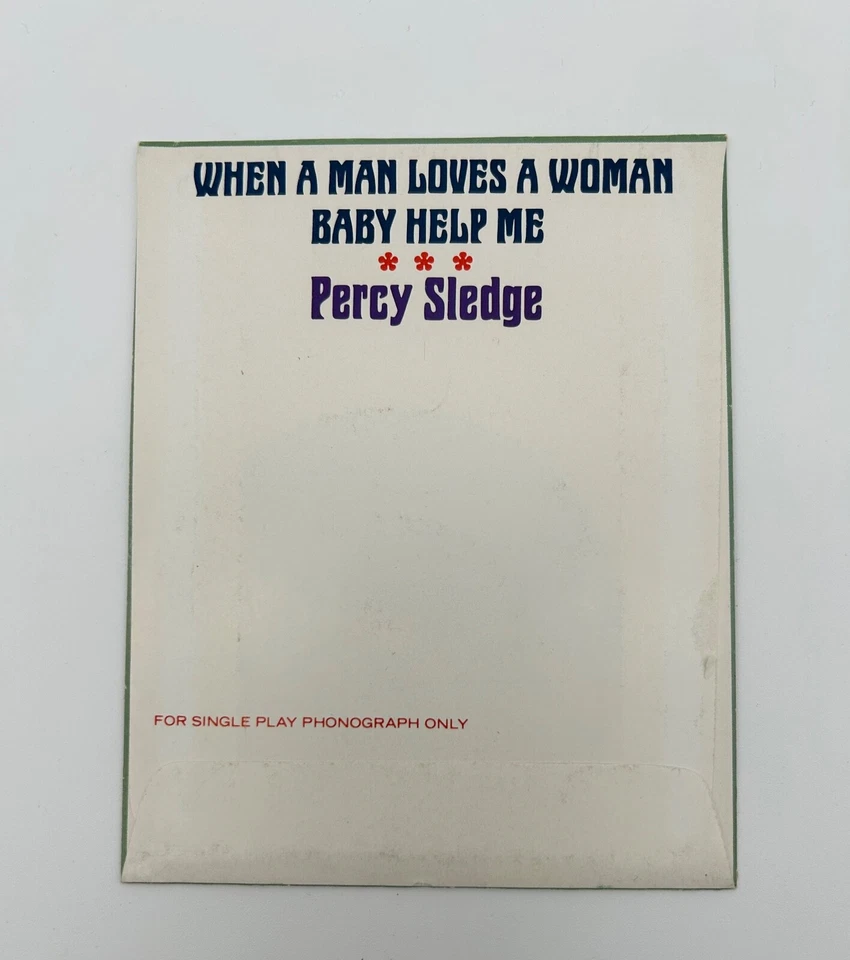 WHEN A MAN LOVES A WOMAN
BABY HELP ME
* * *
Percy Sledge
FOR SINGLE PLAY PHONOGRAPH ONLY